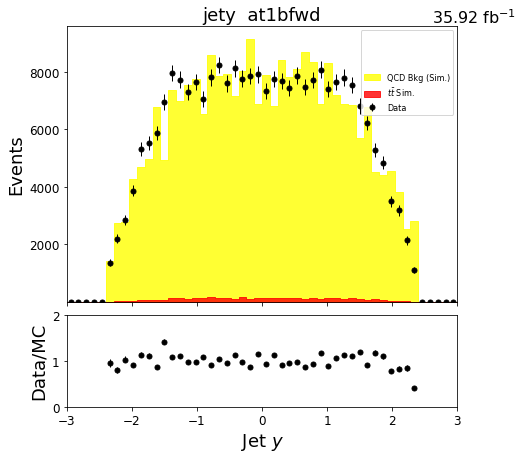 jety at1bfwd
35.92 fb⁻¹
QCD Bkg (Sim.)
tt̄ Sim.
Data
Events
8000
6000
4000
2000
Data/MC
2
1
0
−3 −2 −1 0 1 2 3
Jet y